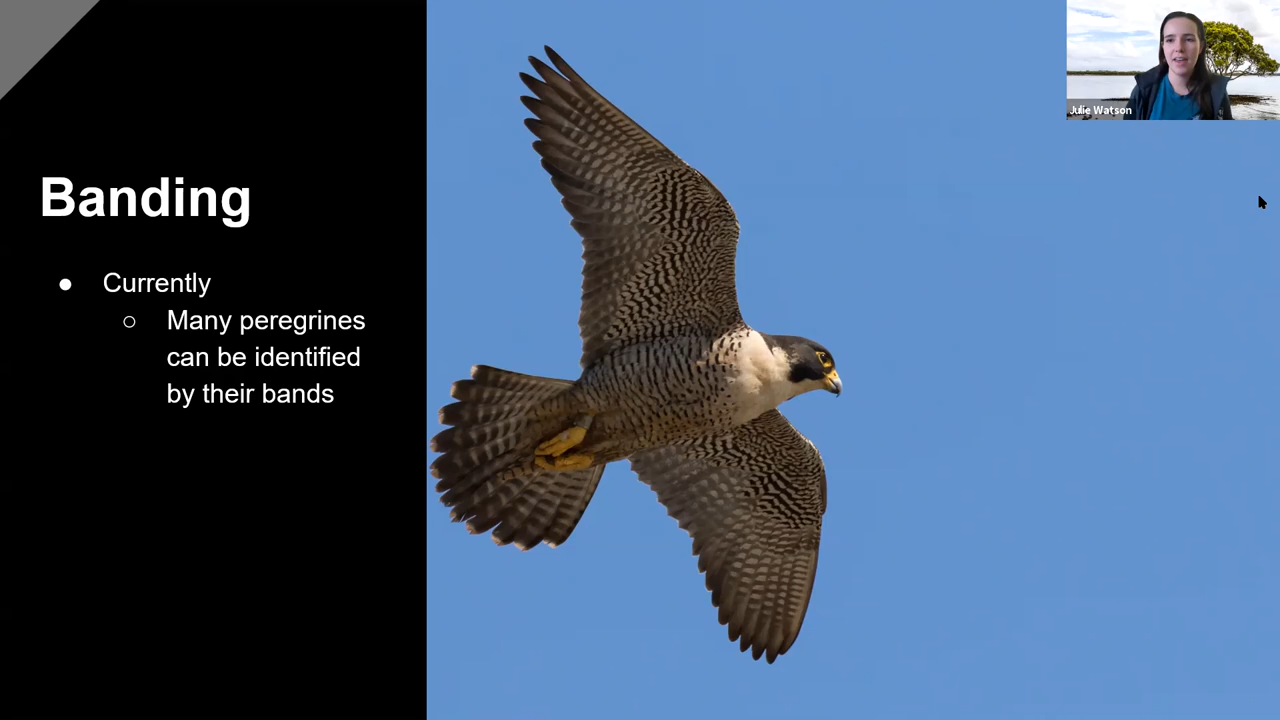 Banding
● Currently
○ Many peregrines
can be identified
by their bands
Julie Watson